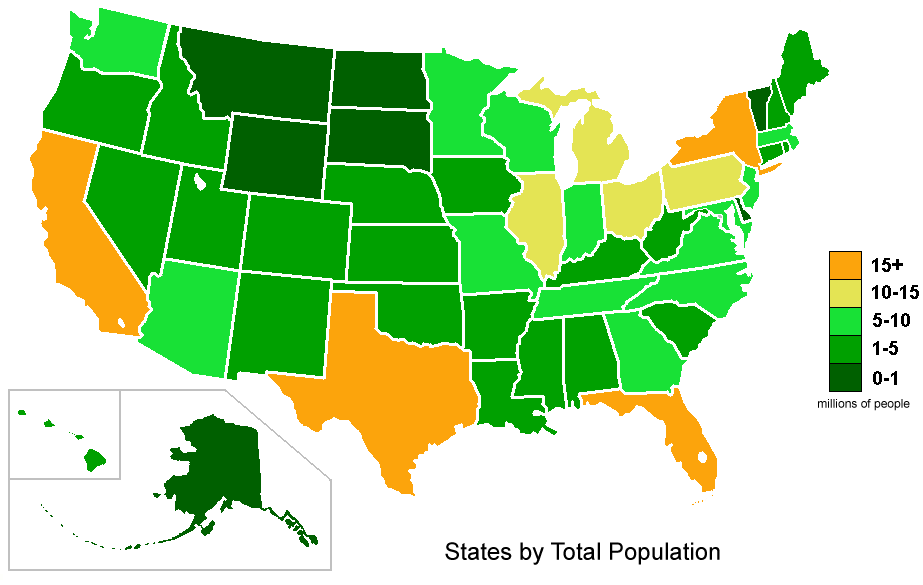 15+
10-15
5-10
1-5
0-1
millions of people
States by Total Population